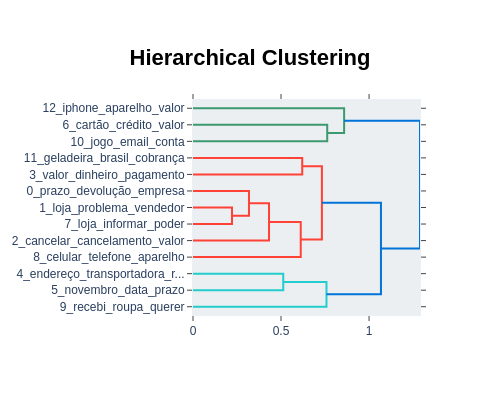 Hierarchical Clustering
12_iphone_aparelho_valor
6_cartão_crédito_valor
10_jogo_email_conta
11_geladeira_brasil_cobrança
3_valor_dinheiro_pagamento
0_prazo_devolução_empresa
1_loja_problema_vendedor
7_loja_informar_poder
2_cancelar_cancelamento_valor
8_celular_telefone_aparelho
4_endereço_transportadora_r...
5_novembro_data_prazo
9_recebi_roupa_querer
0 0.5 1